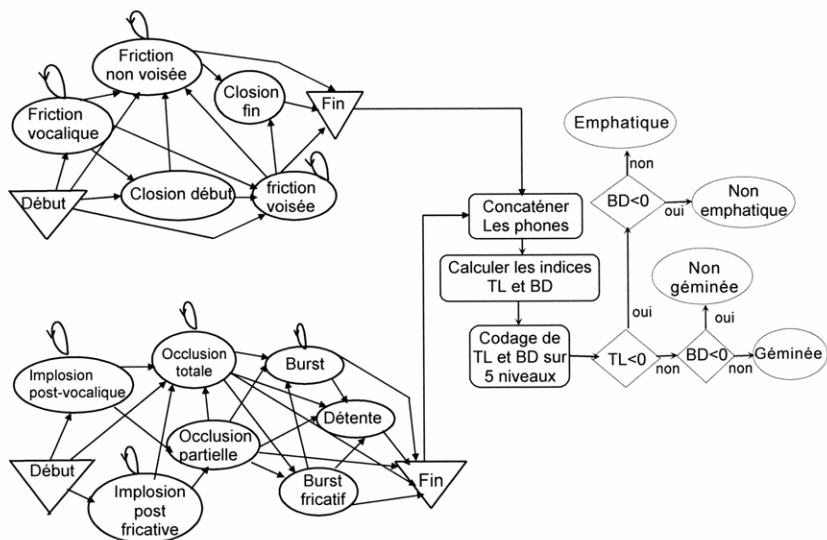 Friction
non voisée
Closion
fin
Fin
Friction
vocalique
Début
Closion début
friction
voisée
Concaténer
Les phones
Calculer les indices
TL et BD
Codage de
TL et BD sur
5 niveaux
Emphatique
non
BD<0
oui
Non
emphatique
Non
géminée
oui
oui
TL<0
non
BD<0
non
Géminée
Implosion
post-vocalique
Occlusion
totale
Burst
Détente
Occlusion
partielle
Début
Implosion
post
fricative
Burst
fricatif
Fin